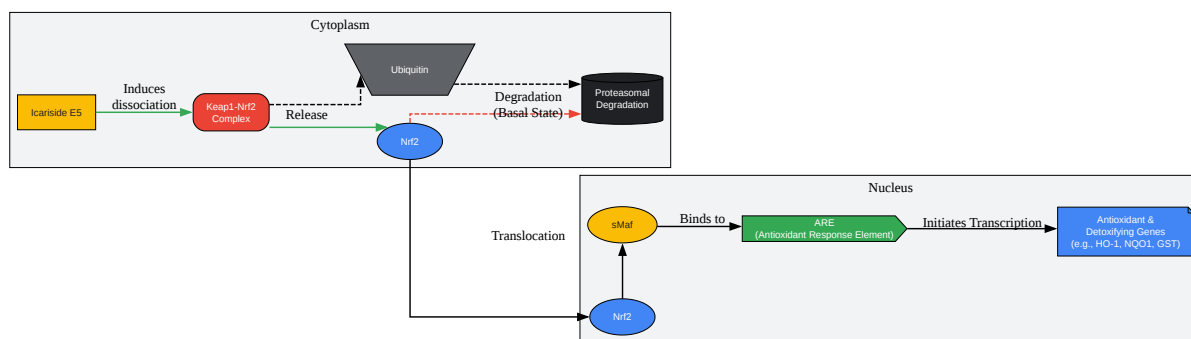 Cytoplasm
Ubiquitin
Induces
dissociation
Icariside E5
Keap1-Nrf2
Complex
Release
Nrf2
Degradation
(Basal State)
Proteasomal
Degradation
Translocation
Nucleus
sMaf
Binds to
ARE
(Antioxidant Response Element)
Initiates Transcription
Antioxidant &
Detoxifying Genes
(e.g., HO-1, NQO1, GST)
Nrf2